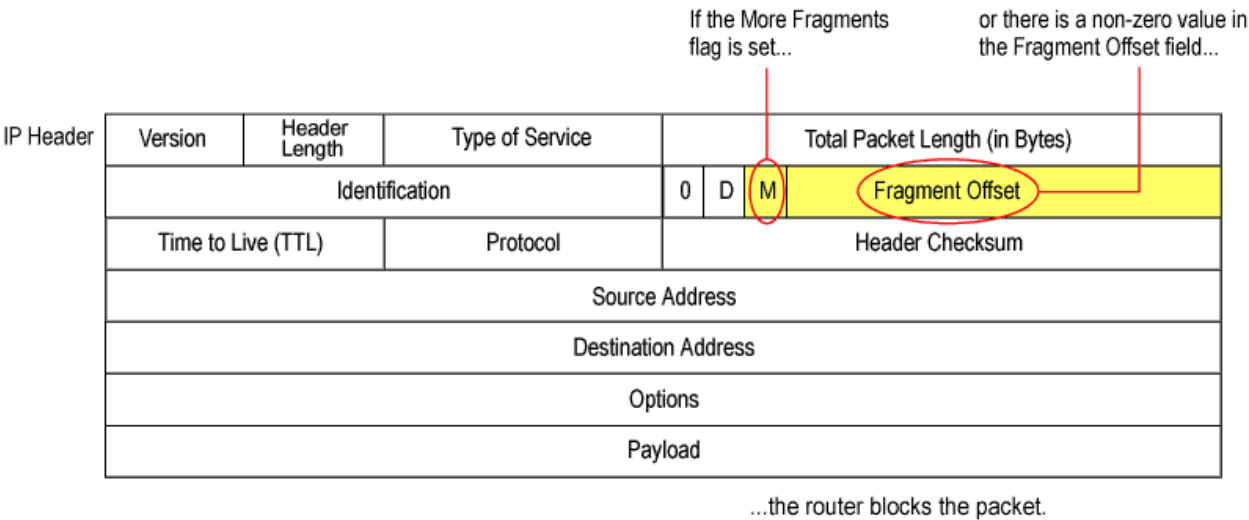 If the More Fragments
flag is set...
or there is a non-zero value in
the Fragment Offset field...
IP Header
Version
Header
Length
Type of Service
Total Packet Length (in Bytes)
Identification
0
D
M
Fragment Offset
Time to Live (TTL)
Protocol
Header Checksum
Source Address
Destination Address
Options
Payload
...the router blocks the packet.